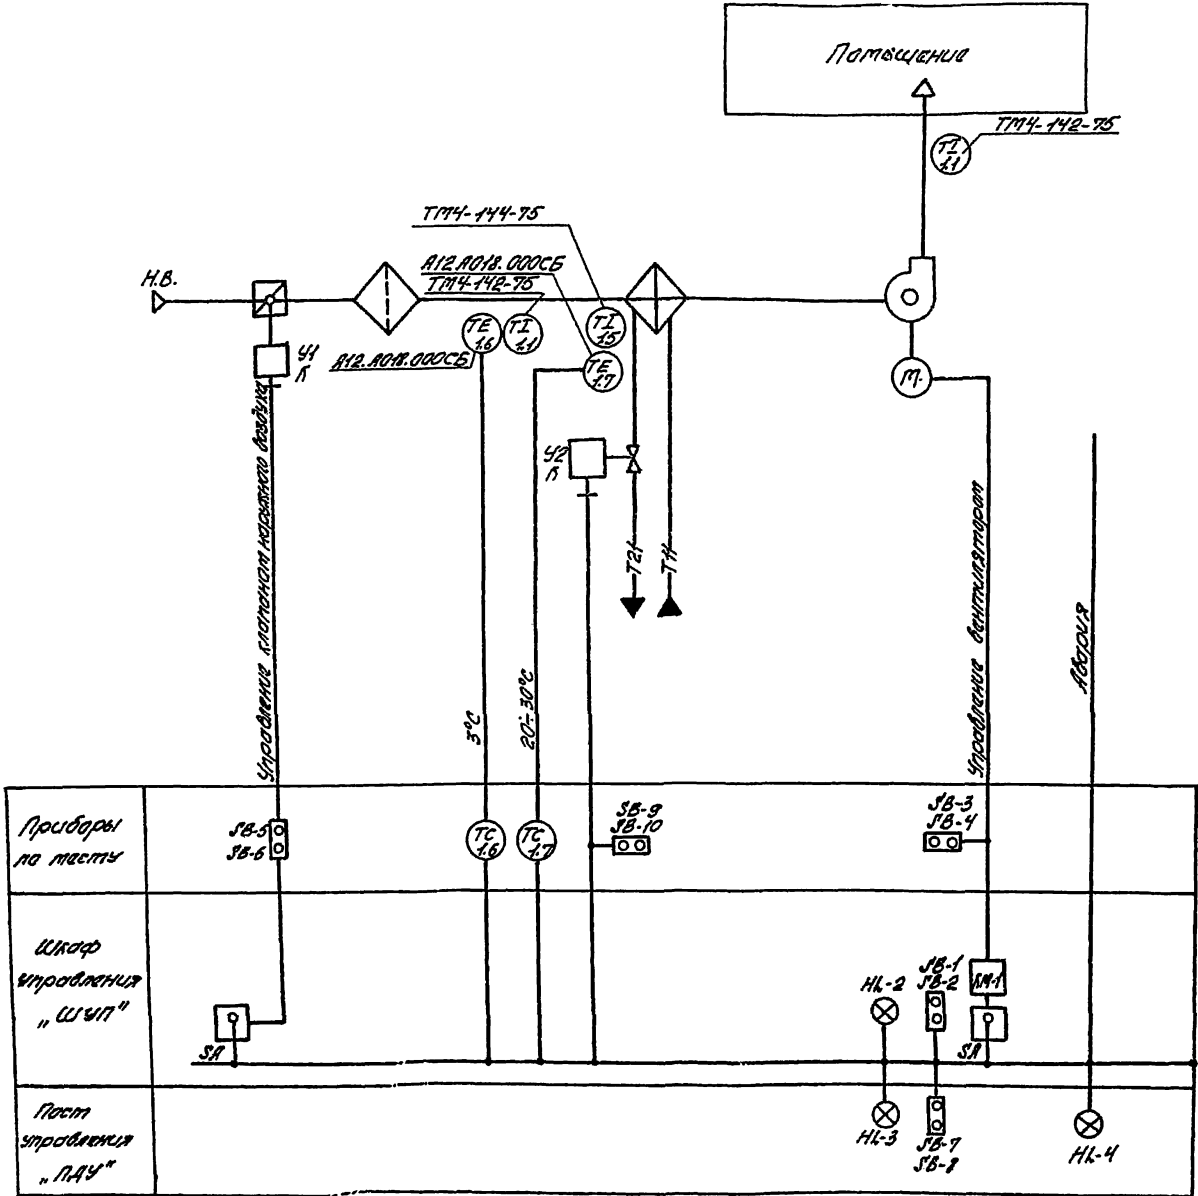 Помещение
ТМ4-142-75
TI
1.1
ТМ4-144-75
А12.А018.000СБ
ТМ4-142-75
Н.В.
TE
1.6
TI
1.1
TI
1.5
А12.А018.000СБ
TE
1.7
У1
К
М.
У2
К
Управление клапаном наружного воздуха
3°С
20÷30°С
Т21
Т11
Управление вентилятором
Авария
Приборы
по месту
SB-5
SB-6
TC
1.6
TC
1.7
SB-9
SB-10
SB-3
SB-4
Шкаф
управления
„ШУП"
SA
HL-2
SB-1
SB-2
КМ-1
SA
Пост
управления
„ПДУ"
HL-3
SB-7
SB-8
HL-4